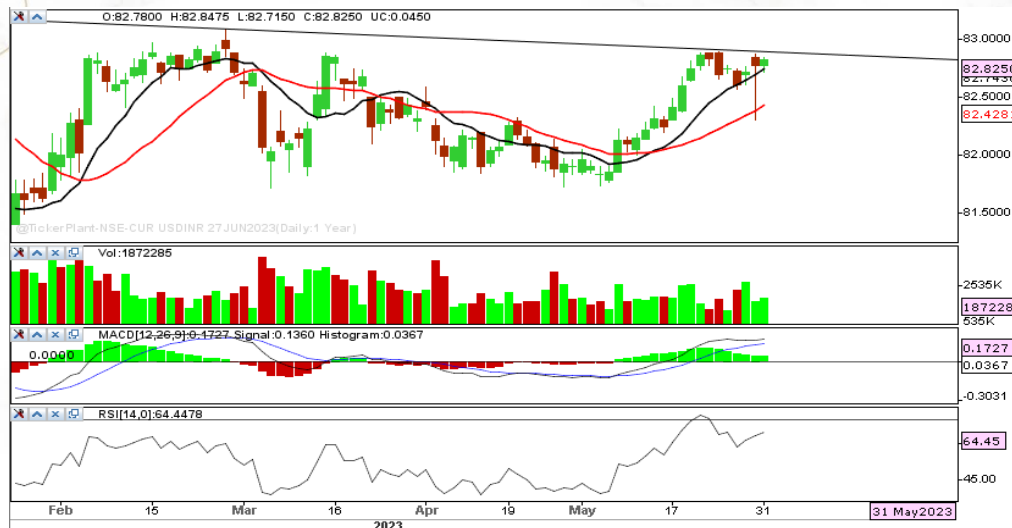 O:82.7800 H:82.8475 L:82.7150 C:82.8250 UC:0.0450
83.0000
82.8250
82.5000
82.428
82.0000
81.5000
@TickerPlant-NSE-CUR USDINR 27JUN2023(Daily:1 Year)
Vol:1872285
2535K
187228
535K
MACD[12,26,9]:0.1727 Signal:0.1360 Histogram:0.0367
0.0000
0.1727
0.0367
-0.3031
RSI[14,0]:64.4478
64.45
45.00
Feb 15 Mar 16 Apr 19 May 17 31 31 May2023
2023